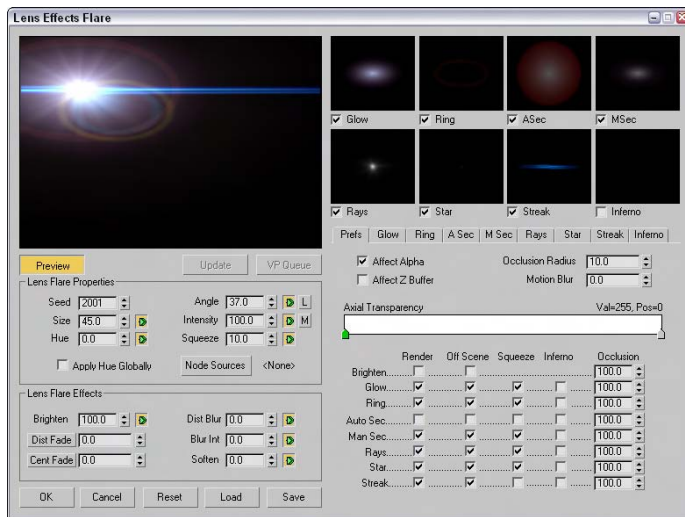 Lens Effects Flare
Glow Ring ASec MSec
Rays Star Streak Inferno
Prefs Glow Ring A Sec M Sec Rays Star Streak Inferno
Preview Update VP Queue
Affect Alpha Occlusion Radius 10.0
Affect Z Buffer Motion Blur 0.0
Lens Flare Properties
Seed 2001 Angle 37.0 L
Size 45.0 Intensity 100.0 M
Hue 0.0 Squeeze 10.0
Apply Hue Globally Node Sources <None>
Axial Transparency Val=255, Pos=0
Render Off Scene Squeeze Inferno Occlusion
Brighten 100.0
Glow 100.0
Ring 100.0
Auto Sec 100.0
Man Sec 100.0
Rays 100.0
Star 100.0
Streak 100.0
Lens Flare Effects
Brighten 100.0 Dist Blur 0.0
Dist Fade 0.0 Blur Int 0.0
Cent Fade 0.0 Soften 0.0
OK Cancel Reset Load Save